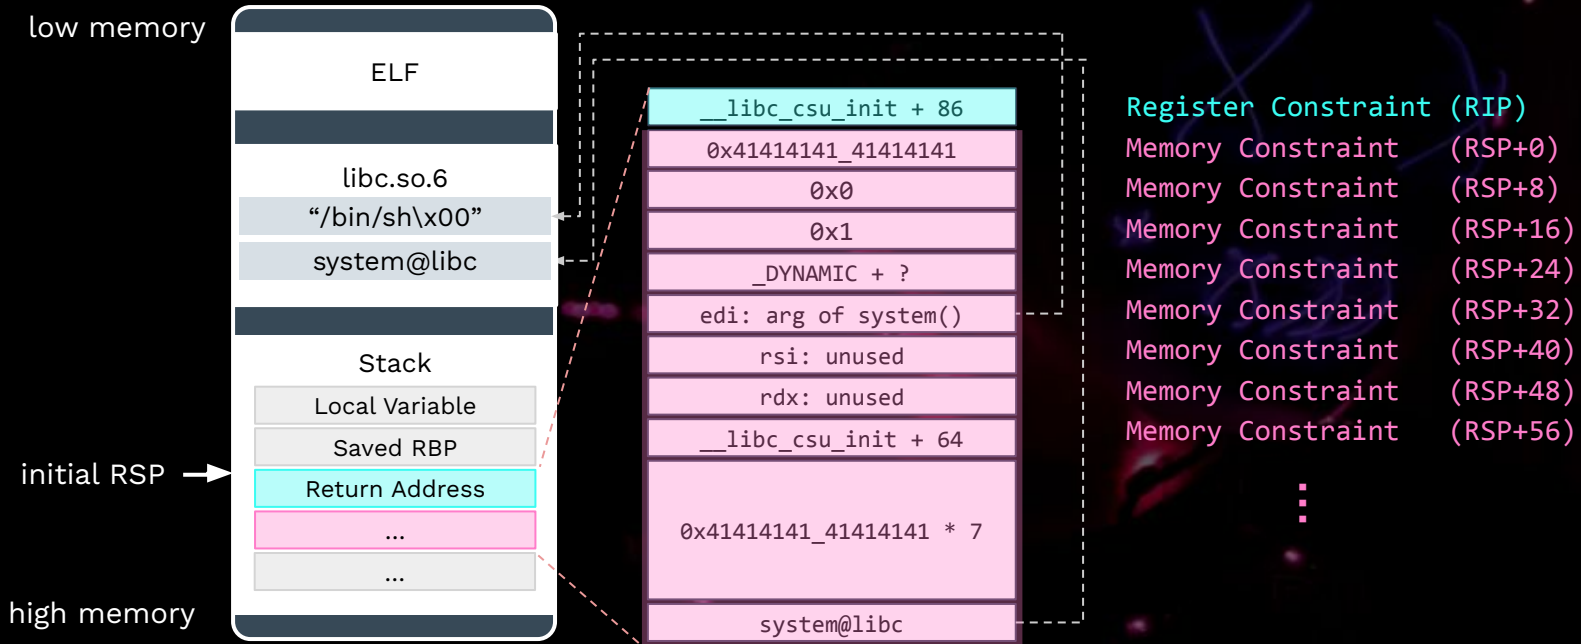 low memory
ELF
libc.so.6
“/bin/sh\x00”
system@libc
Stack
Local Variable
Saved RBP
initial RSP
Return Address
...
...
high memory
__libc_csu_init + 86
0x41414141_41414141
0x0
0x1
_DYNAMIC + ?
edi: arg of system()
rsi: unused
rdx: unused
__libc_csu_init + 64
0x41414141_41414141 * 7
system@libc
Register Constraint (RIP)
Memory Constraint (RSP+0)
Memory Constraint (RSP+8)
Memory Constraint (RSP+16)
Memory Constraint (RSP+24)
Memory Constraint (RSP+32)
Memory Constraint (RSP+40)
Memory Constraint (RSP+48)
Memory Constraint (RSP+56)
⋮